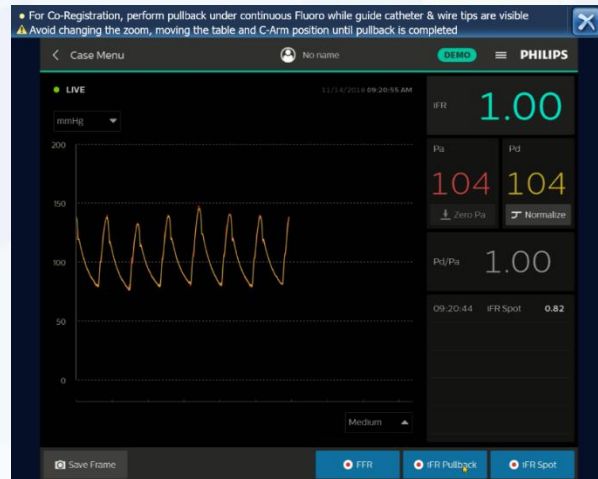 For Co-Registration, perform pullback under continuous Fluoro while guide catheter & wire tips are visible
Avoid changing the zoom, moving the table and C-Arm position until pullback is completed
Case Menu
No name
DEMO
PHILIPS
LIVE
11/14/2018 09:20:55 AM
mmHg
200
150
100
50
0
Medium
iFR
1.00
Pa
104
Zero Pa
Pd
104
Normalize
Pd/Pa
1.00
09:20:44 iFR Spot 0.82
Save Frame
FFR
iFR Pullback
iFR Spot